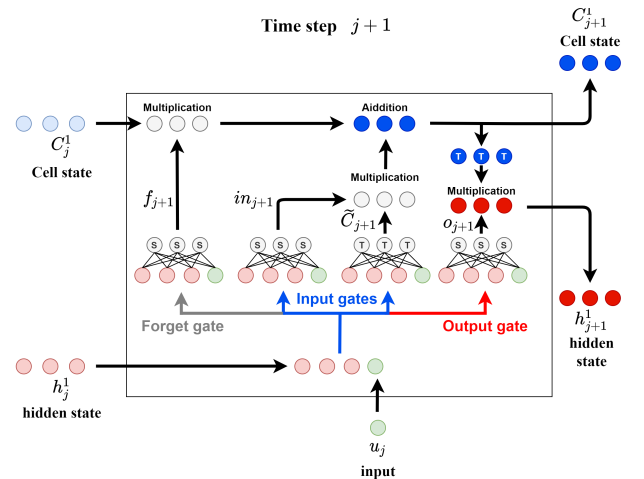 Time step j + 1
C¹ⱼ₊₁
Cell state
Multiplication
Aiddition
C¹ⱼ
Cell state
T T T
Multiplication
Multiplication
fⱼ₊₁
inⱼ₊₁
C̃ⱼ₊₁
oⱼ₊₁
S S S
S S S
T T T
S S S
Input gates
Forget gate
Output gate
h¹ⱼ₊₁
hidden
state
h¹ⱼ
hidden state
uⱼ
input